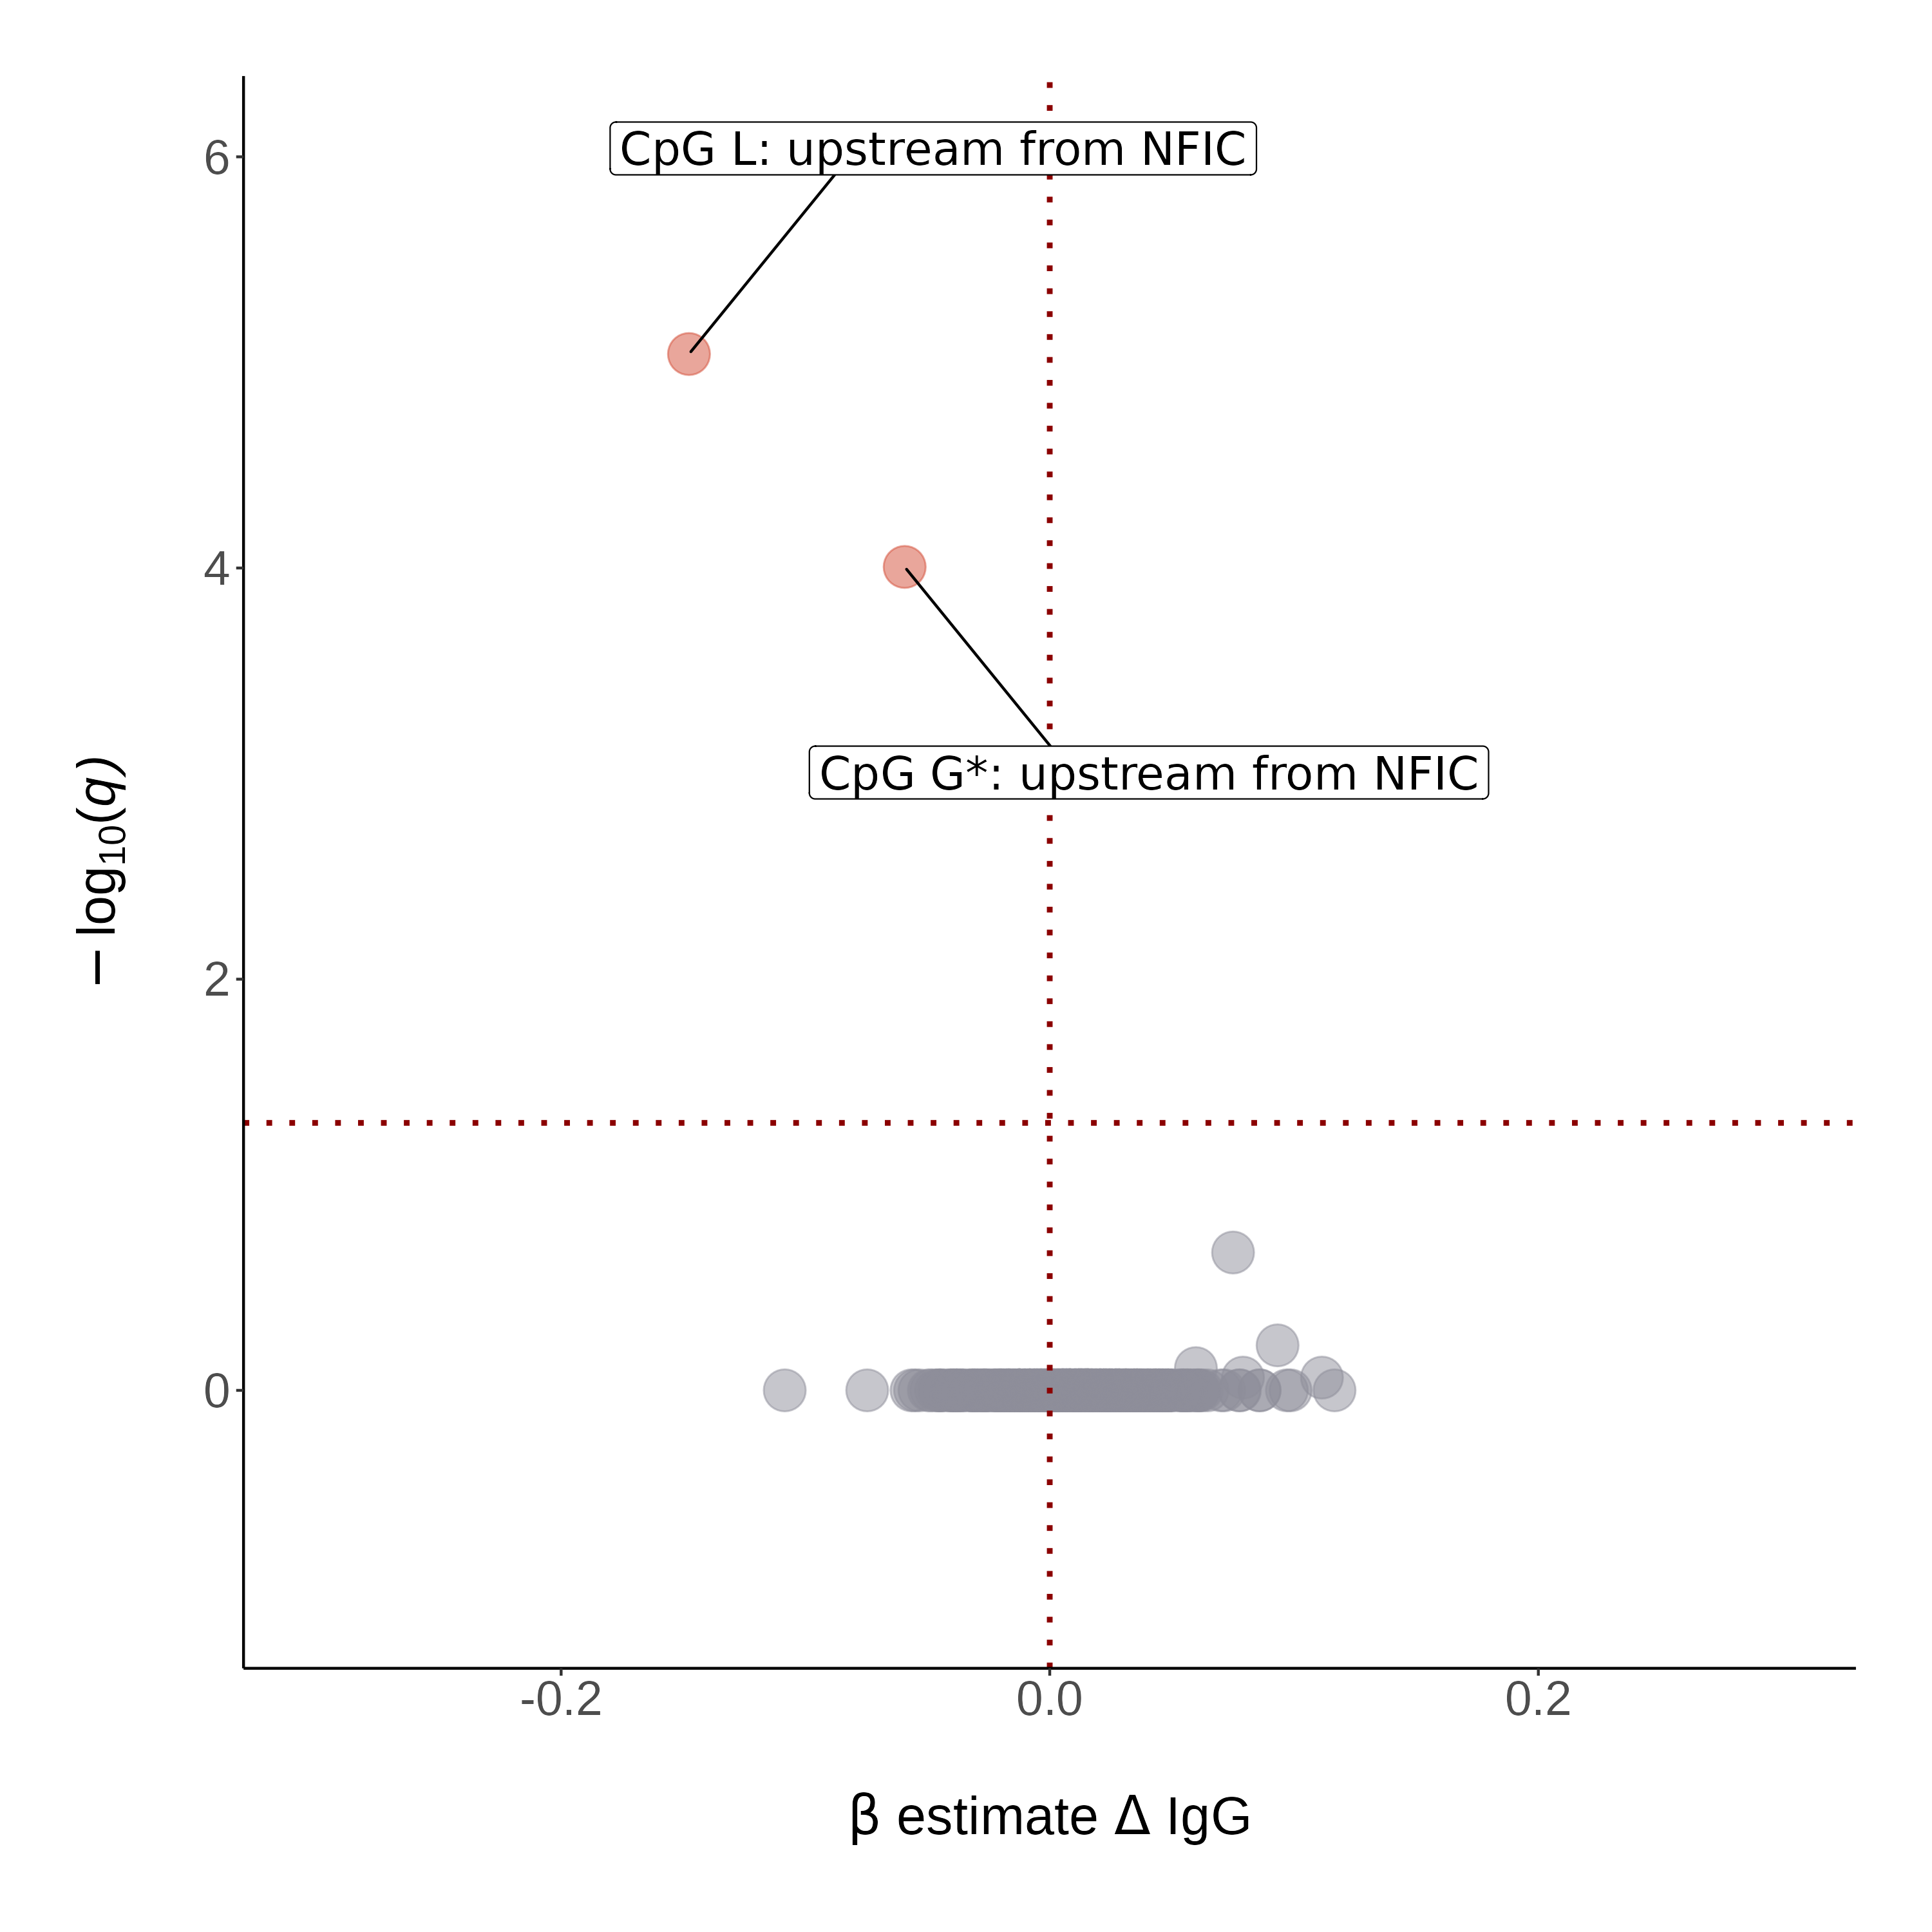 6
CpG L: upstream from NFIC
4
CpG G*: upstream from NFIC
− log₁₀(q)
2
0
-0.2 0.0 0.2
β estimate Δ IgG